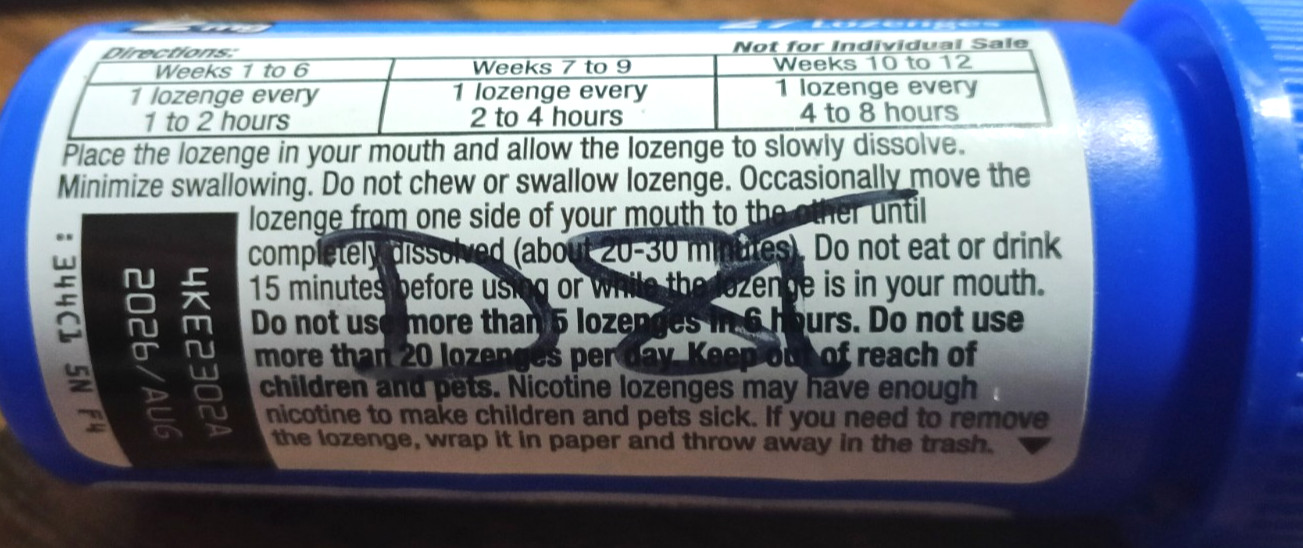 2 mg
27 Lozenges
Directions:
Not for Individual Sale
Weeks 1 to 6
Weeks 7 to 9
Weeks 10 to 12
1 lozenge every
1 to 2 hours
1 lozenge every
2 to 4 hours
1 lozenge every
4 to 8 hours
Place the lozenge in your mouth and allow the lozenge to slowly dissolve.
Minimize swallowing. Do not chew or swallow lozenge. Occasionally move the
lozenge from one side of your mouth to the other until
completely dissolved (about 20-30 minutes). Do not eat or drink
15 minutes before using or while the lozenge is in your mouth.
Do not use more than 5 lozenges in 6 hours. Do not use
more than 20 lozenges per day. Keep out of reach of
children and pets. Nicotine lozenges may have enough
nicotine to make children and pets sick. If you need to remove
the lozenge, wrap it in paper and throw away in the trash.
4KE2302A
2026/AUG
: 344C1 5N F4